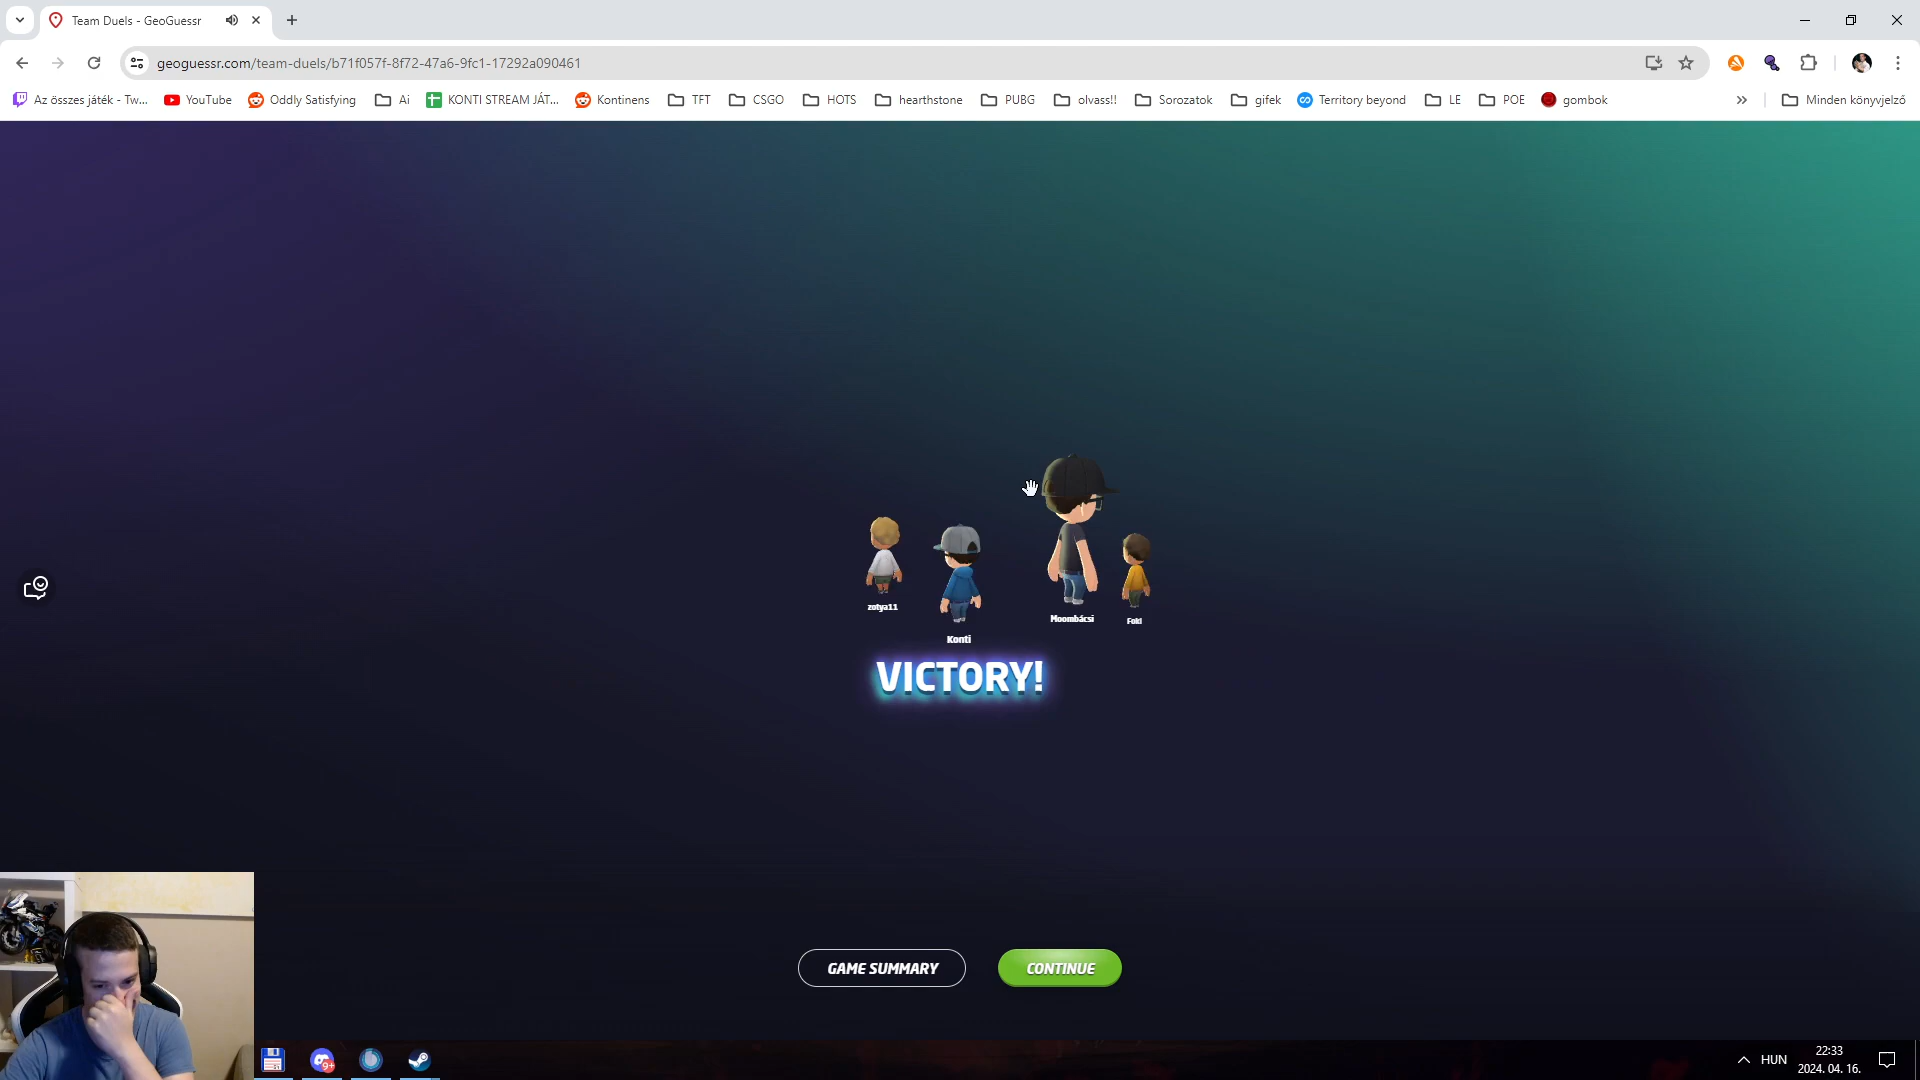 Team Duels - GeoGuessr
geoguessr.com/team-duels/b71f057f-8f72-47a6-9fc1-17292a090461
Az összes játék - Tw... YouTube Oddly Satisfying Ai KONTI STREAM JÁT... Kontinens TFT CSGO HOTS hearthstone PUBG olvass!! Sorozatok gifek Territory beyond LE POE gombok » Minden könyvjelző
zotya11
Konti
Moombácsi
Foki
VICTORY!
GAME SUMMARY
CONTINUE
9+
HUN
22:33
2024. 04. 16.